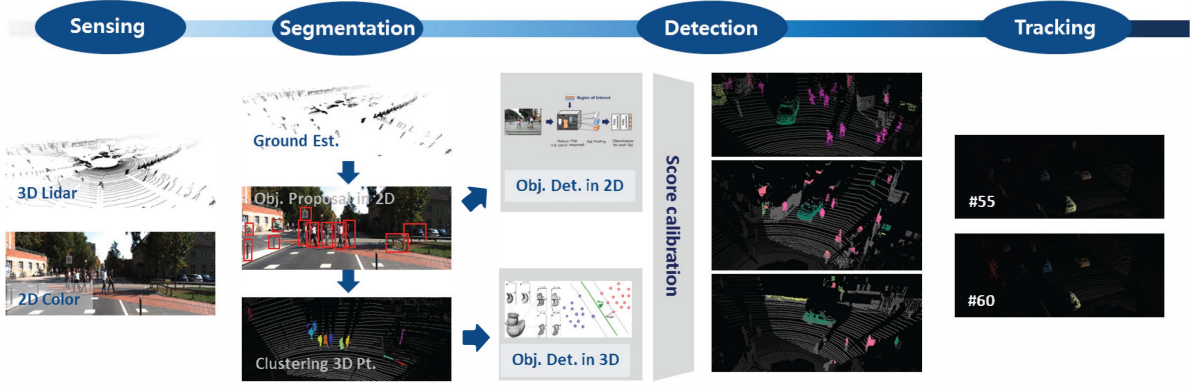 Sensing
Segmentation
Detection
Tracking
3D Lidar
2D Color
Ground Est.
Obj. Proposal in 2D
Clustering 3D Pt.
Region of Interest
Obj. Det. in 2D
Obj. Det. in 3D
Score calibration
#55
#60